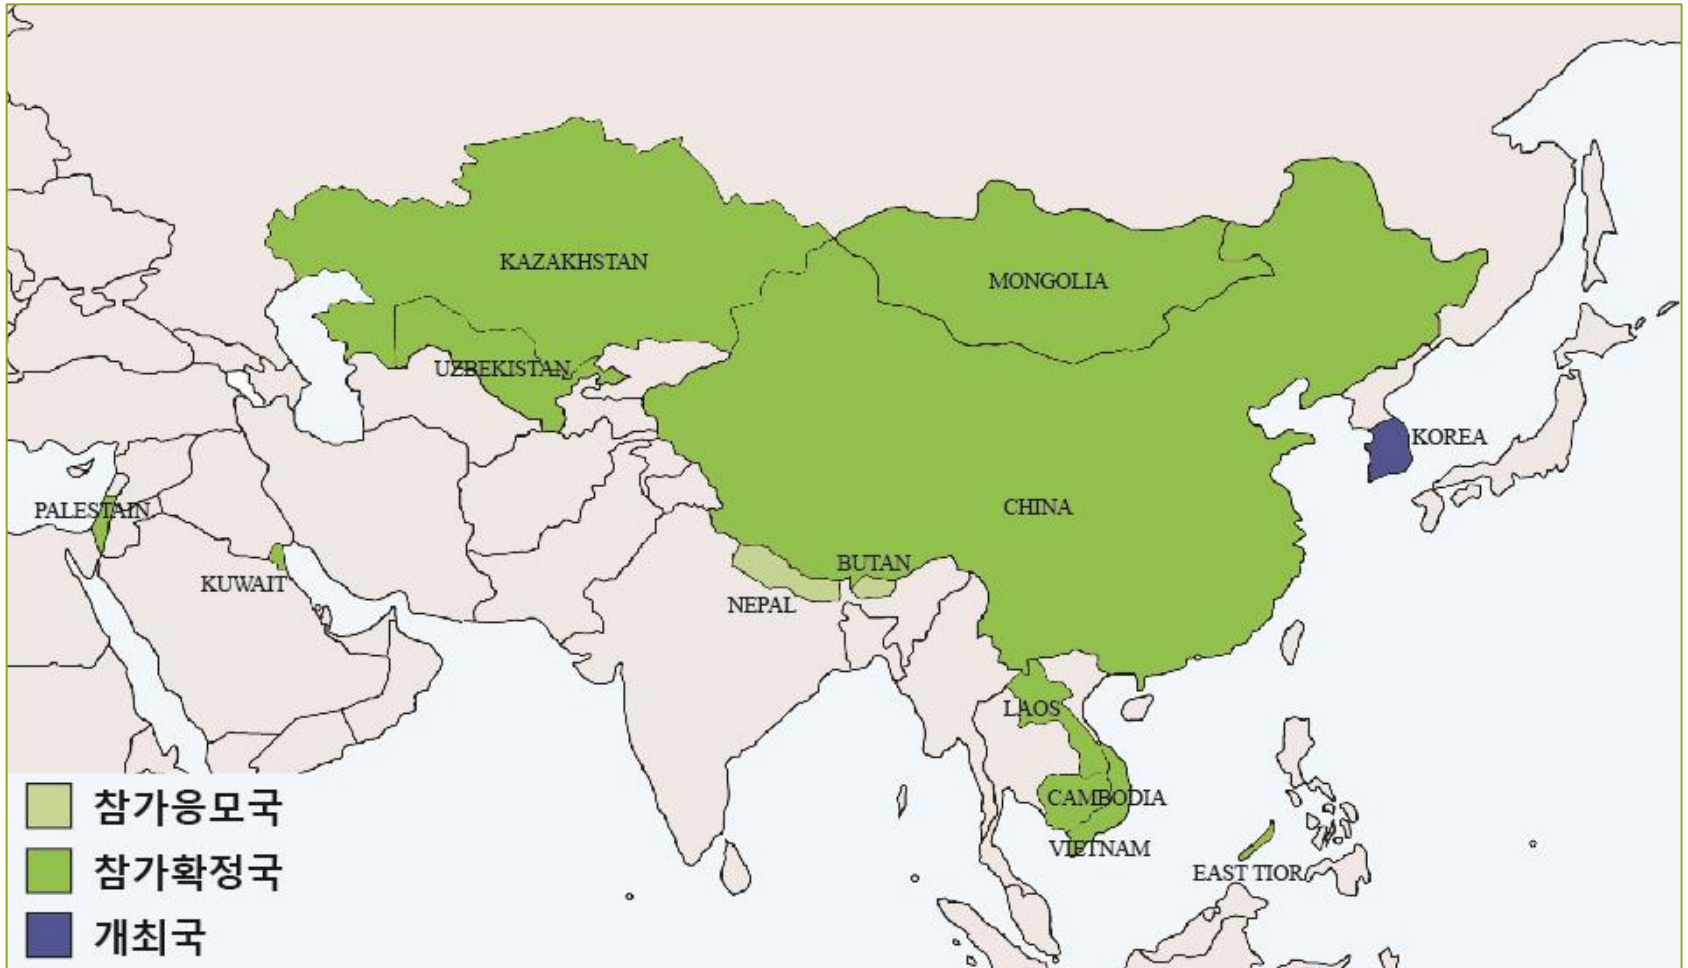 KAZAKHSTAN
MONGOLIA
UZBEKISTAN
KOREA
PALESTAIN
CHINA
KUWAIT
BUTAN
NEPAL
LAOS
CAMBODIA
VIETNAM
EAST TIOR
참가응모국
참가확정국
개최국